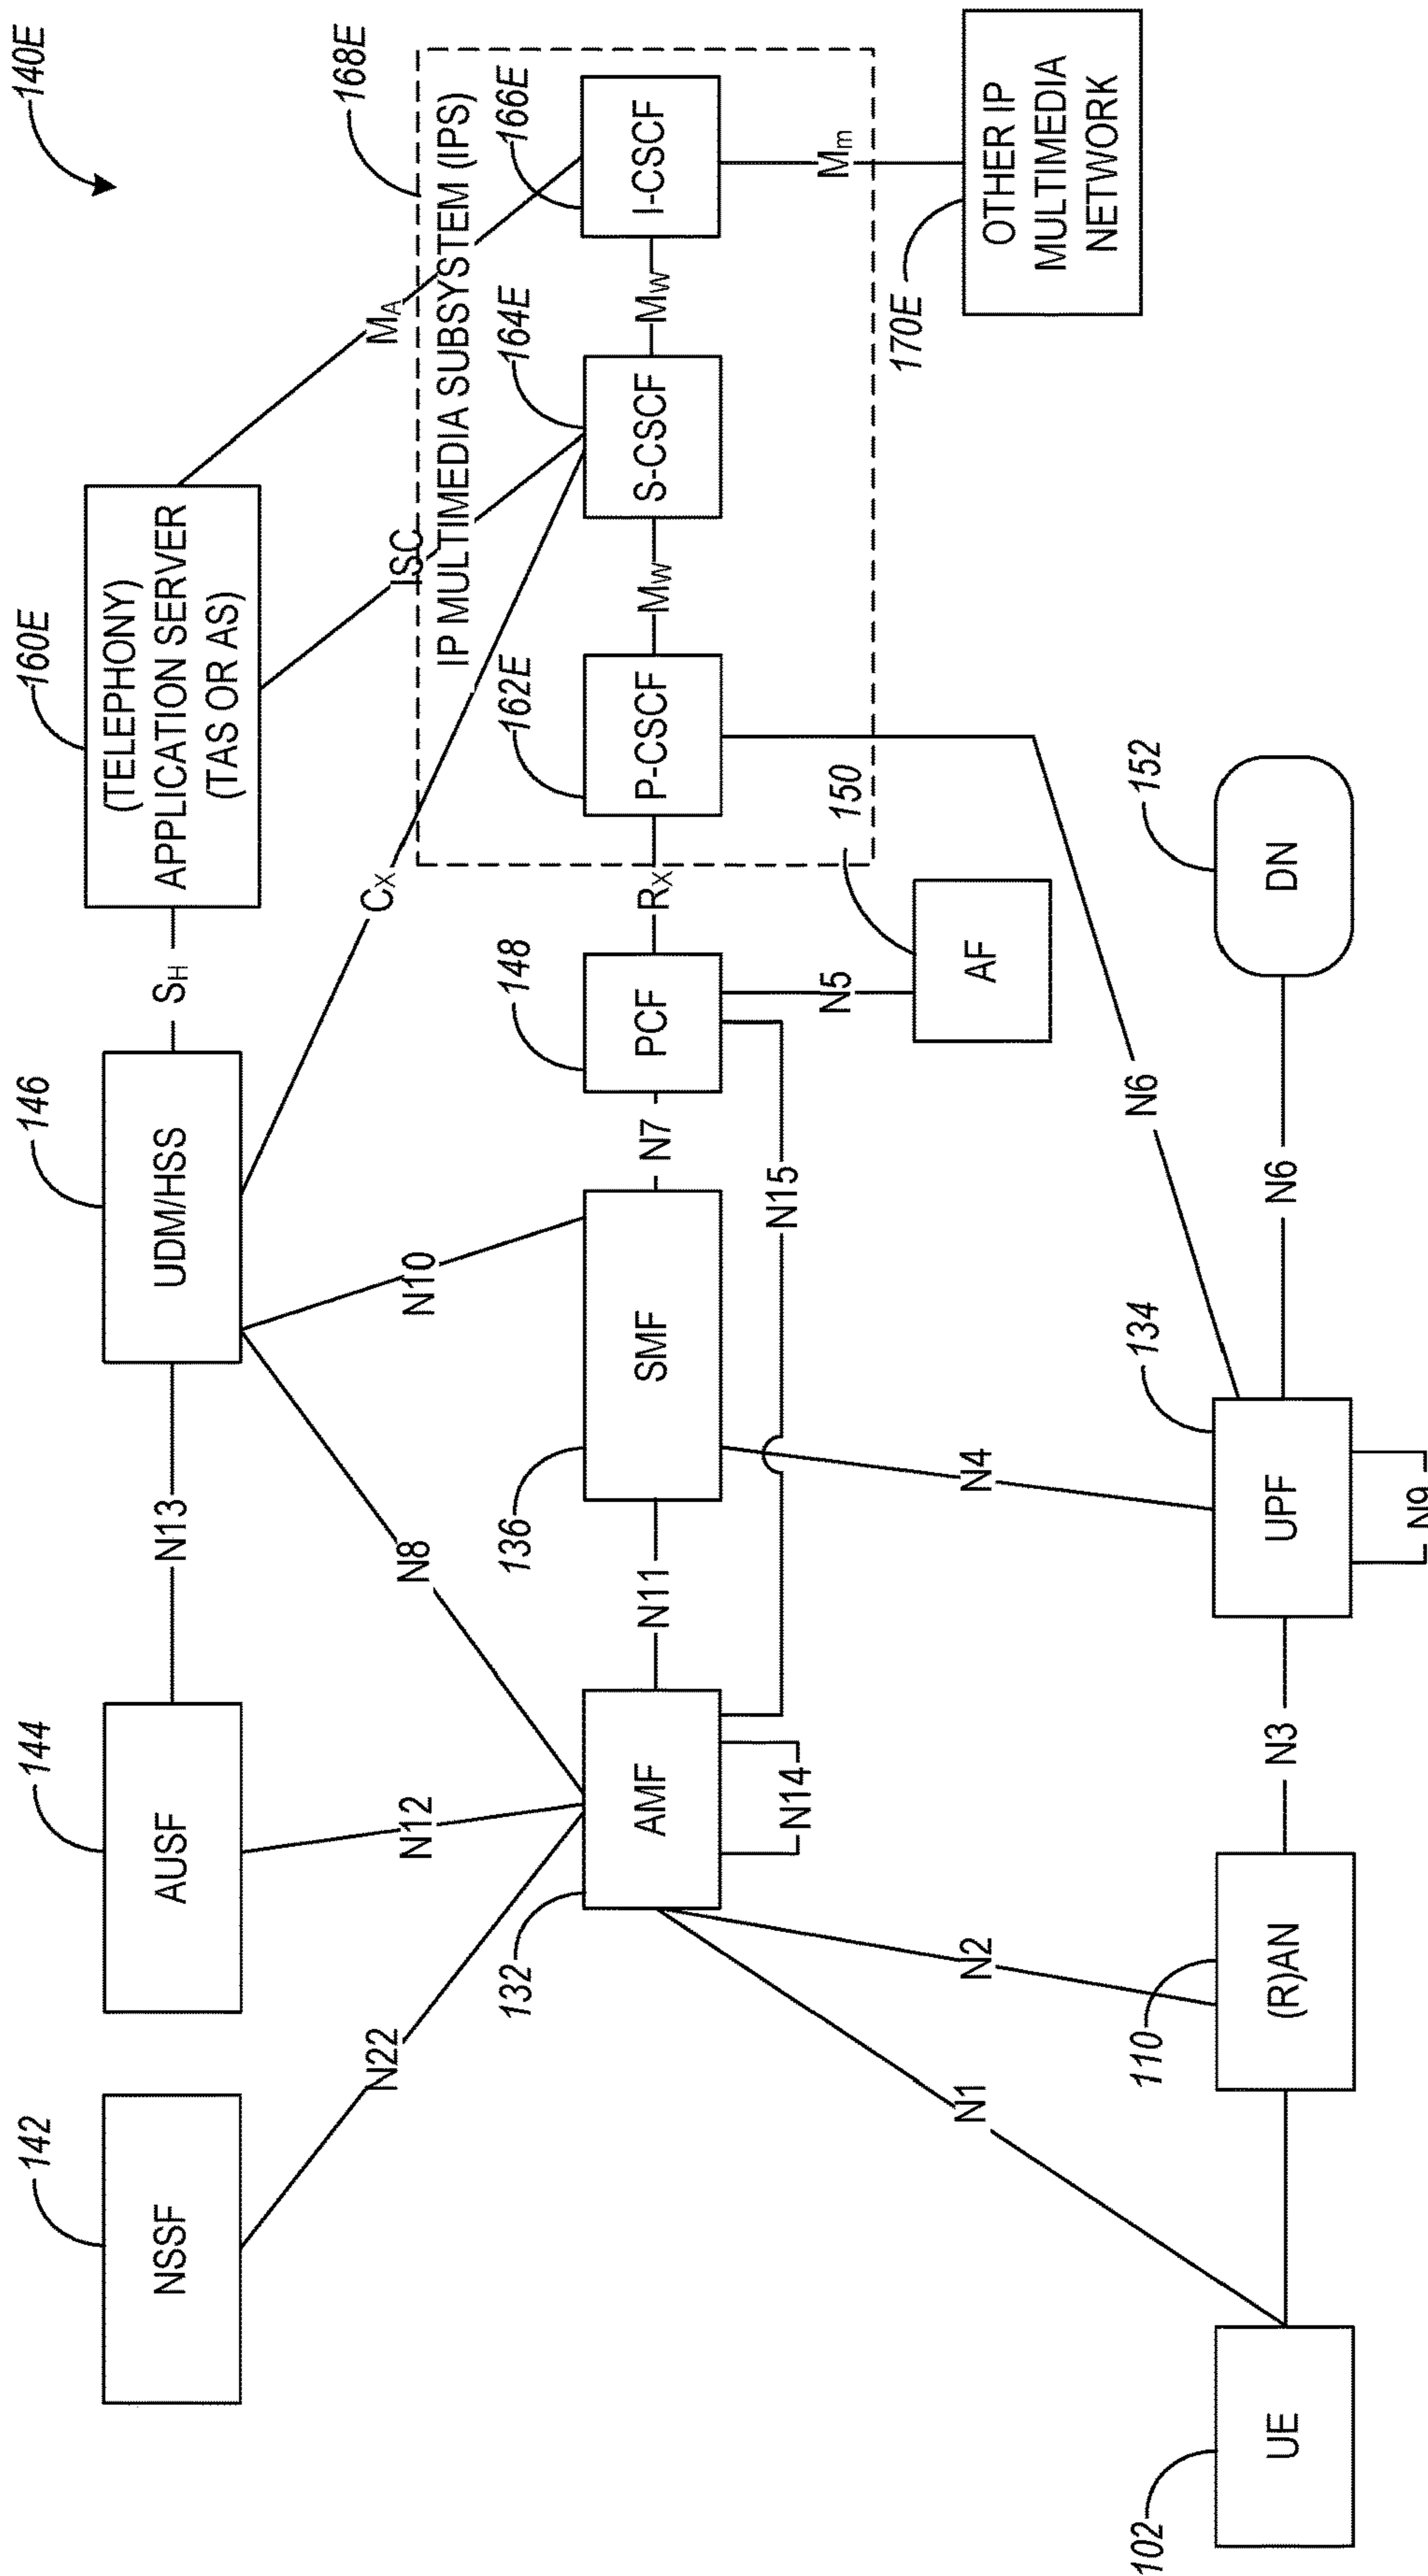 140E
160E
168E
146
144
142
(TELEPHONY)
APPLICATION SERVER
(TAS OR AS)
NSSF
AUSF
N13
UDM/HSS
SH
MA
ISC
CX
N22
N12
N8
N10
IP MULTIMEDIA SUBSYSTEM (IPS)
132
136
148
162E
164E
166E
AMF
N11
SMF
N7
PCF
RX
P-CSCF
MW
S-CSCF
MW
I-CSCF
N14
N15
N5
150
Mm
170E
N1
N2
N4
AF
N6
OTHER IP
MULTIMEDIA
NETWORK
102
110
134
152
UE
(R)AN
N3
UPF
N6
DN
N9